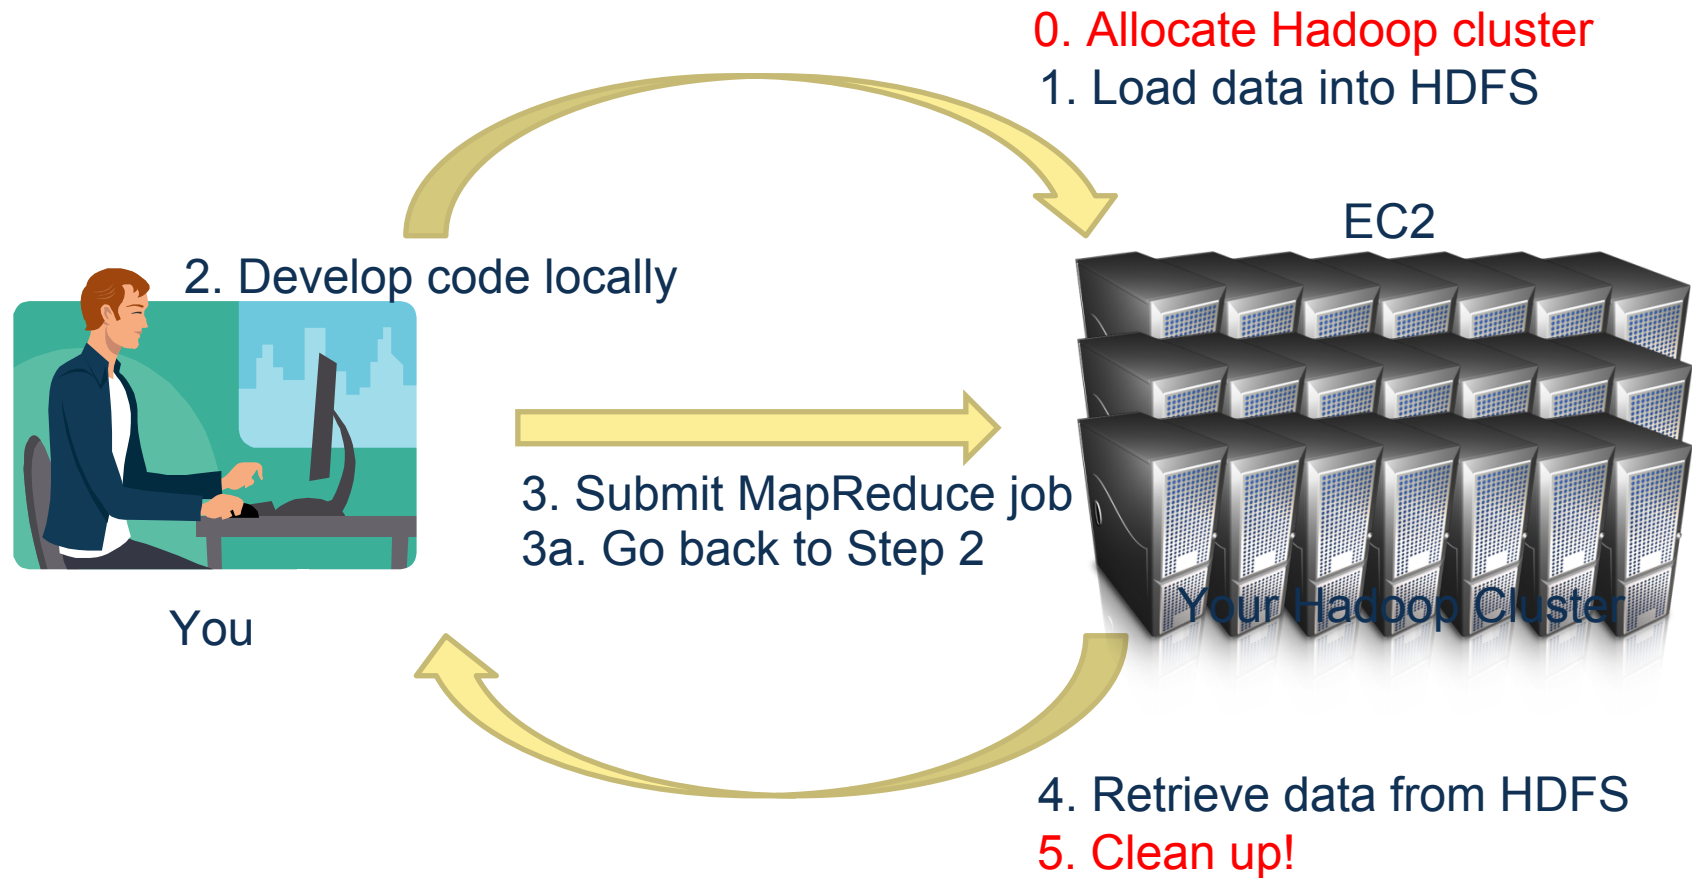 0. Allocate Hadoop cluster
1. Load data into HDFS
EC2
2. Develop code locally
3. Submit MapReduce job
3a. Go back to Step 2
Your Hadoop Cluster
You
4. Retrieve data from HDFS
5. Clean up!